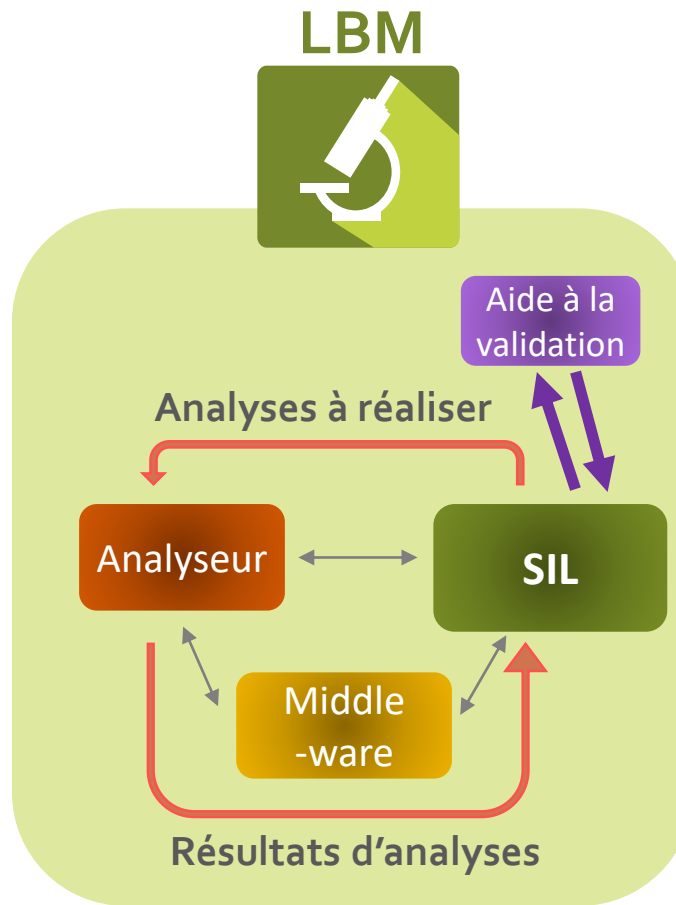 LBM
Aide à la
validation
Analyses à réaliser
Analyseur
SIL
Middle
-ware
Résultats d’analyses